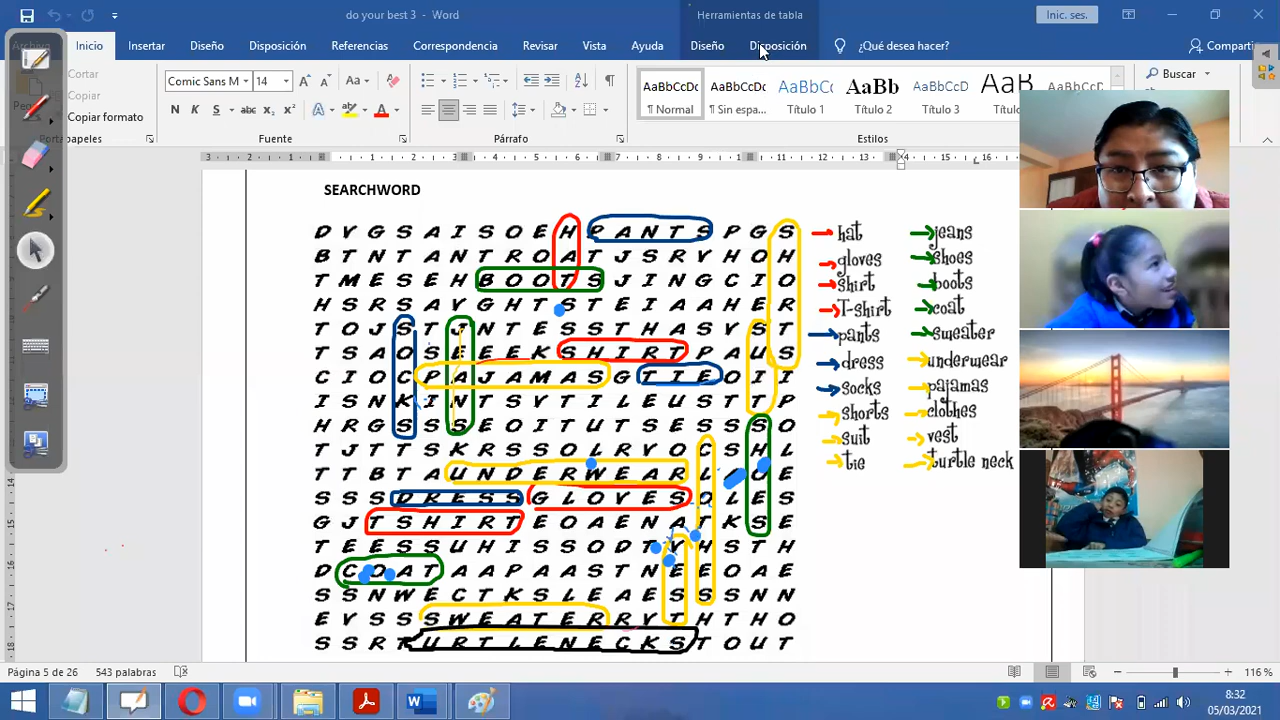 do your best 3 - Word
Herramientas de tabla
Inic. ses.
Inicio Insertar Diseño Disposición Referencias Correspondencia Revisar Vista Ayuda Diseño Disposición ¿Qué desea hacer?
Cortar
Copiar
Copiar formato
Comic Sans M 14
N K S abc x₂ x²
AaBbCcDc AaBbCcDc AaBbCc AaBb AaBbCcD
¶ Normal ¶ Sin espa... Título 1 Título 2 Título 3
Buscar
Fuente Párrafo Estilos
SEARCHWORD
D Y G S A I S O E H P A N T S P G S
B T N T A N T R O A T J S R Y H O H
T M E S E H B O O T S J I N G C I O
H S R S A Y G H T S T E I A A H E R
T O J S T J N T E S S T H A S Y S T
T S A O S E E E K S H I R T P A U S
C I O C P A J A M A S G T I E O I I
I S N K I N T S Y T I L E U S T T P
H R G S S S E O I T U T S E S S S O
T J T T S K R S S O L R Y O C S H L
T T B T A U N D E R W E A R L O E
S S S D R E S S G L O V E S O L E S
G J T S H I R T E O A E N A T K S E
T E E S S U H I S S O D T V H S T H
D C O A T A A P A A S T N E E O A E
S S N W E C T K S L E A E S S S N N
E Y S S S W E A T E R R Y T H T H O
S S R T U R T L E N E C K S T O U T
hat
gloves
shirt
T-shirt
pants
dress
socks
shorts
suit
tie
jeans
shoes
boots
coat
sweater
underwear
pajamas
clothes
vest
turtle neck
Página 5 de 26 543 palabras 116 %
8:32
05/03/2021